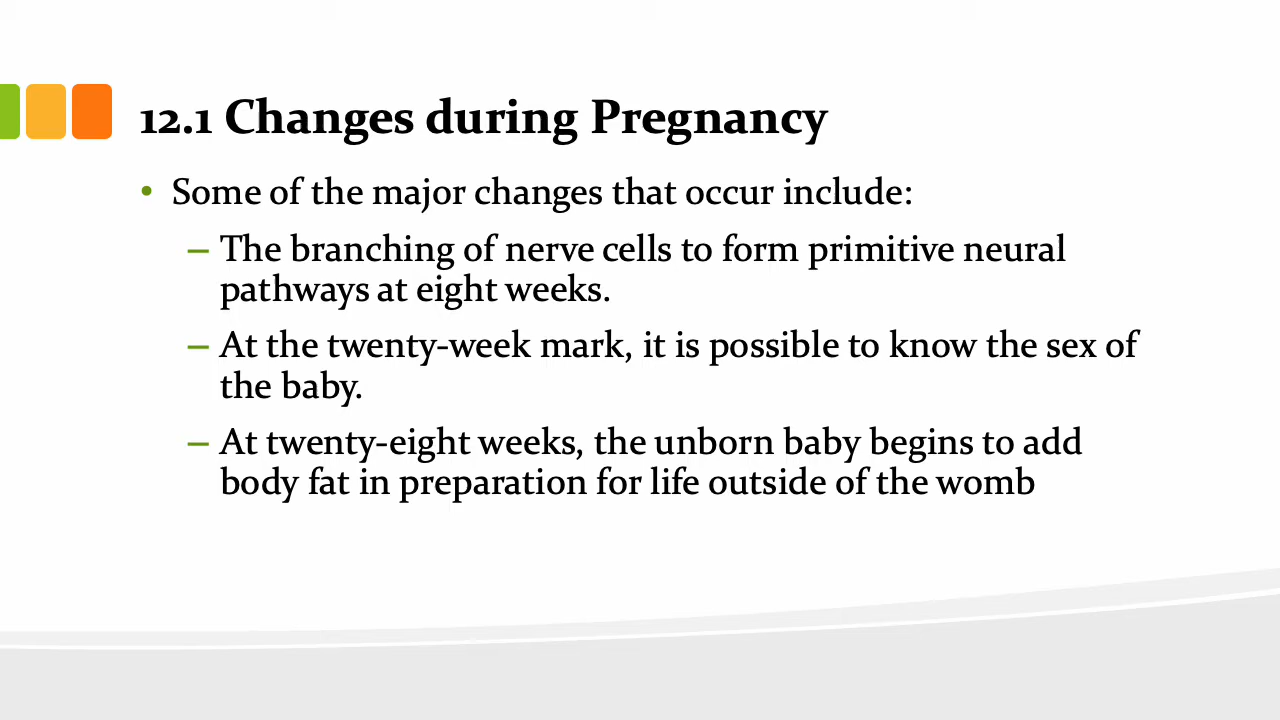 12.1 Changes during Pregnancy
• Some of the major changes that occur include:
– The branching of nerve cells to form primitive neural
pathways at eight weeks.
– At the twenty-week mark, it is possible to know the sex of
the baby.
– At twenty-eight weeks, the unborn baby begins to add
body fat in preparation for life outside of the womb